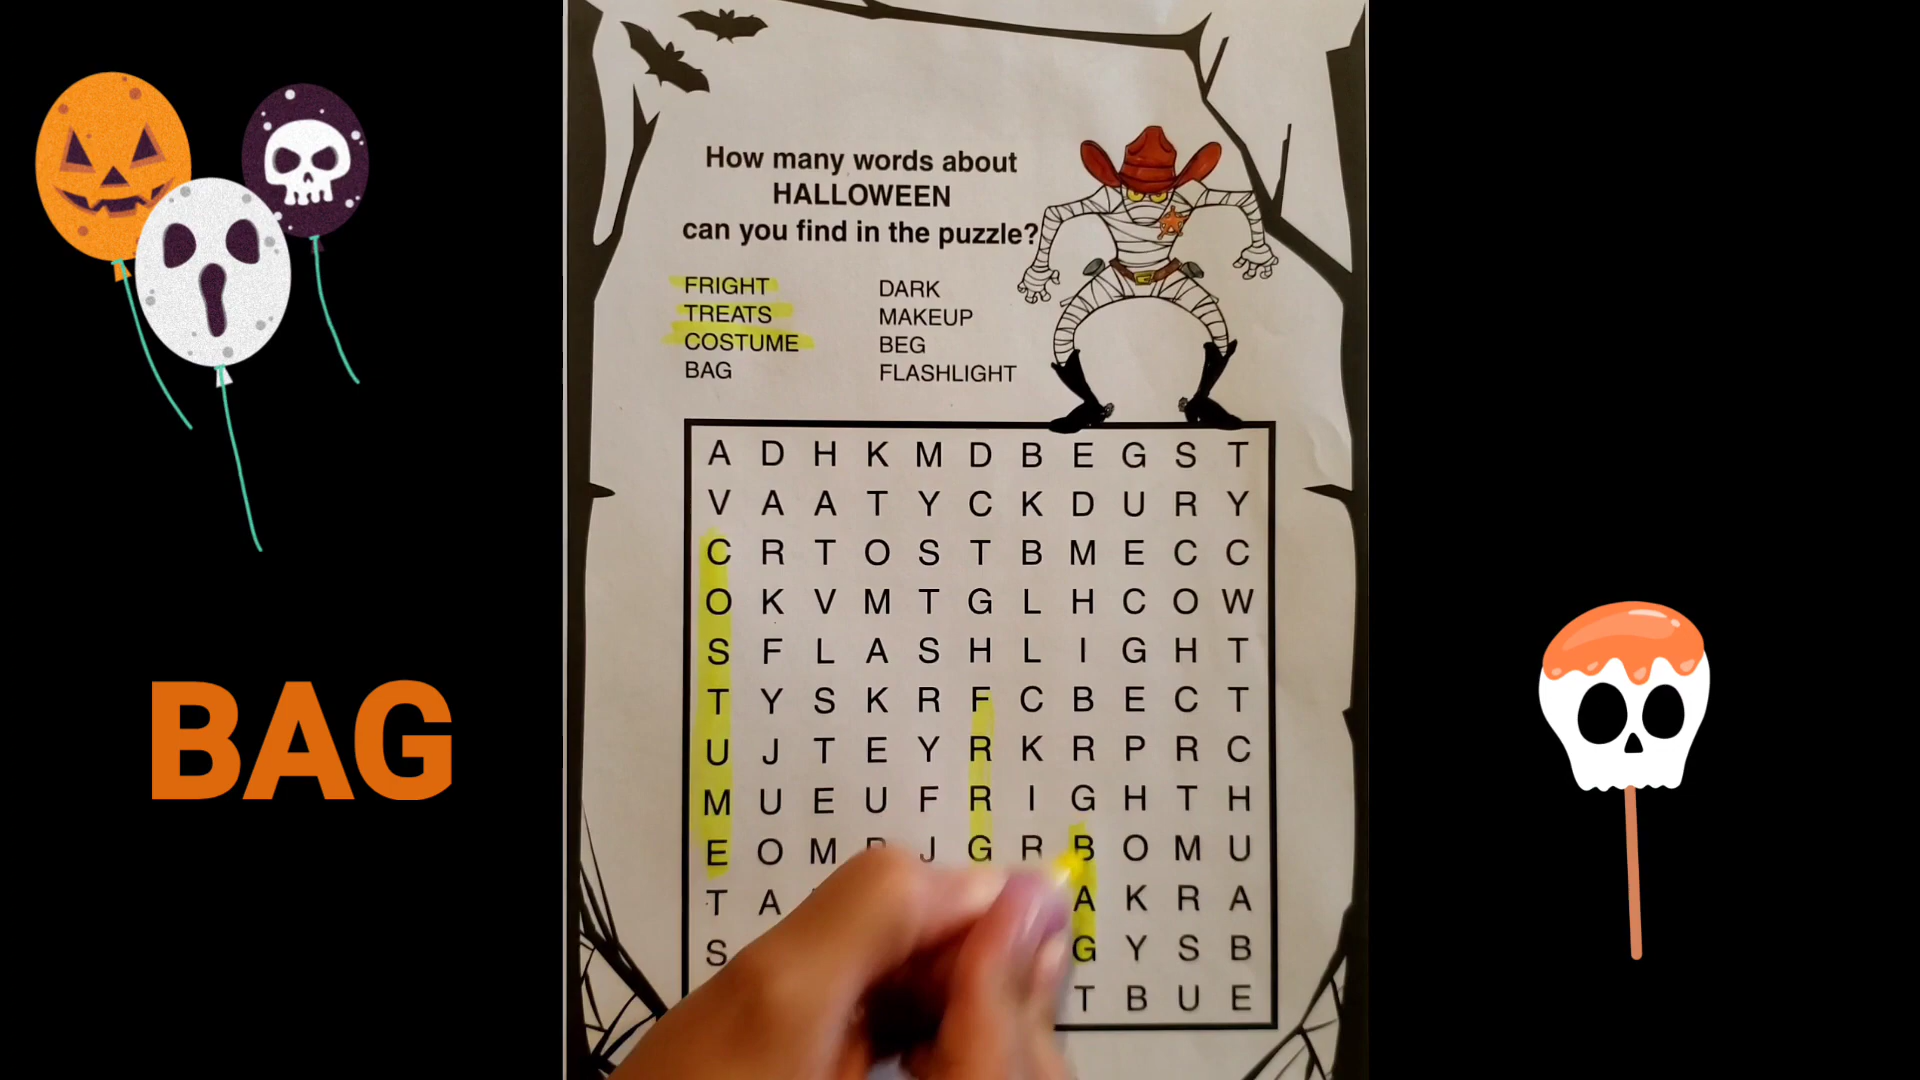 How many words about
HALLOWEEN
can you find in the puzzle?
FRIGHT DARK
TREATS MAKEUP
COSTUME BEG
BAG FLASHLIGHT
A D H K M D B E G S T
V A A T Y C K D U R Y
C R T O S T B M E C C
O K V M T G L H C O W
S F L A S H L I G H T
T Y S K R F C B E C T
U J T E Y R K R P R C
M U E U F R I G H T H
E O M J G R B O M U
T A A K R A
S G Y S B
T B U E
BAG